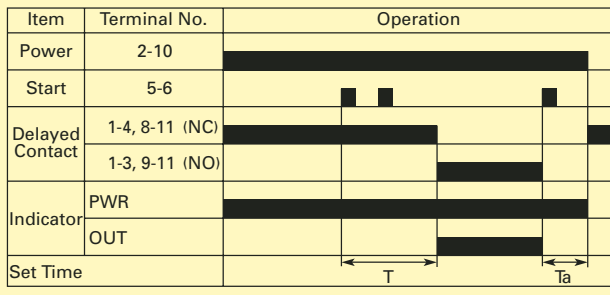 Item Terminal No. Operation
Power 2-10
Start 5-6
Delayed Contact 1-4, 8-11 (NC)
1-3, 9-11 (NO)
Indicator PWR
OUT
Set Time T Ta